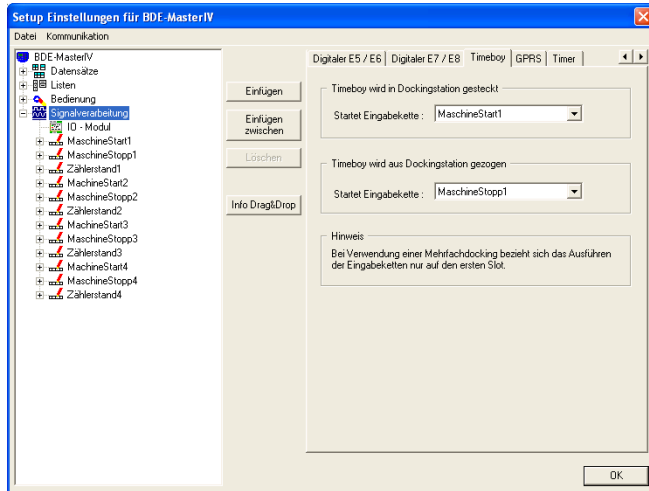 Setup Einstellungen für BDE-MasterIV
Datei Kommunikation
BDE-MasterIV
Datensätze
Listen
Bedienung
Signalverarbeitung
IO - Modul
MaschineStart1
MaschineStopp1
Zählerstand1
MachineStart2
MaschineStopp2
Zählerstand2
MachineStart3
MaschineStopp3
Zählerstand3
MachineStart4
MaschineStopp4
Zählerstand4
Einfügen
Einfügen
zwischen
Löschen
Info Drag&Drop
Digitaler E5 / E6 Digitaler E7 / E8 Timeboy GPRS Timer
Timeboy wird in Dockingstation gesteckt
Startet Eingabekette : MaschineStart1
Timeboy wird aus Dockingstation gezogen
Startet Eingabekette : MaschineStopp1
Hinweis
Bei Verwendung einer Mehrfachdocking bezieht sich das Ausführen
der Eingabeketten nur auf den ersten Slot.
OK